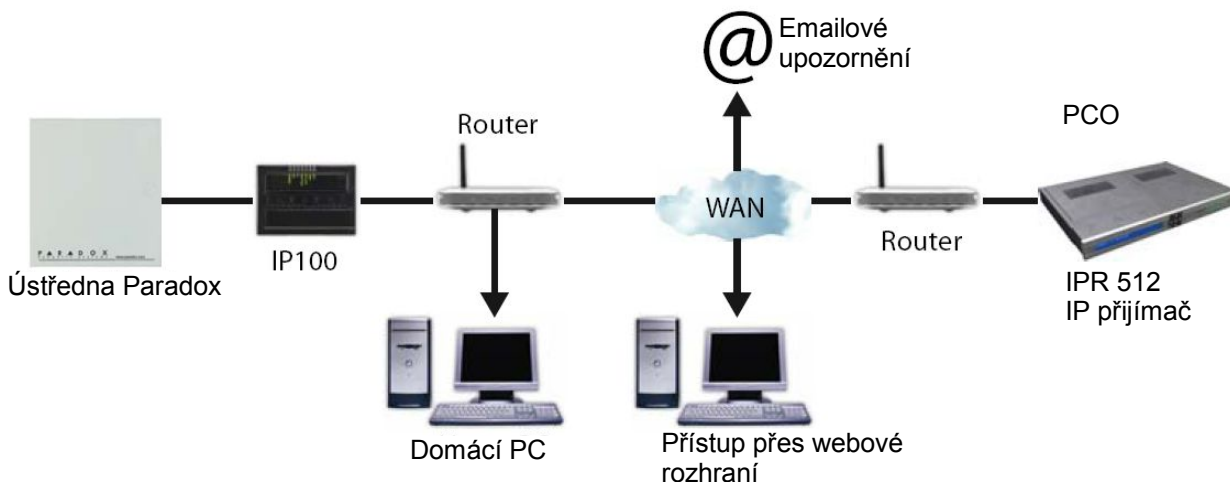 @ Emailové
upozornění
PCO
Router
WAN
Router
IP100
PARADOX
Ústředna Paradox
IPR 512
IP přijímač
Domácí PC
Přístup přes webové
rozhraní